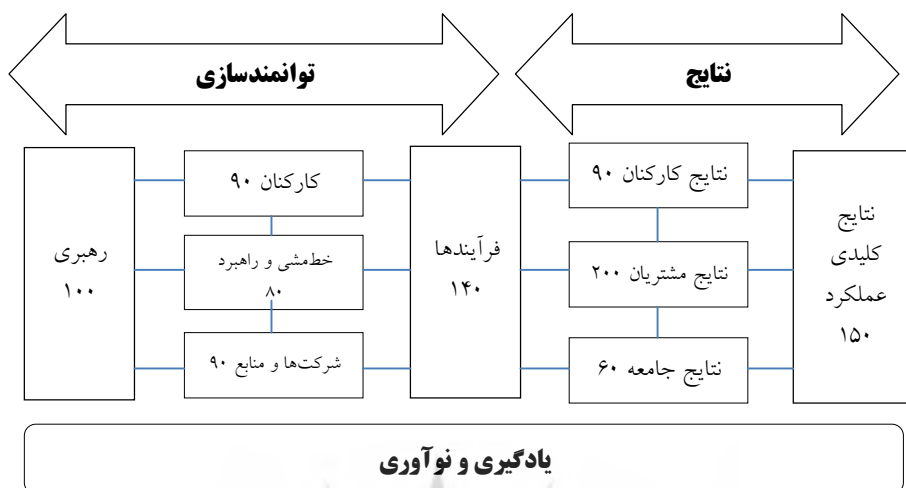 توانمندسازی
نتایج
رهبری
۱۰۰
کارکنان ۹۰
خط‌مشی و راهبرد
۸۰
شرکت‌ها و منابع ۹۰
فرآیندها
۱۴۰
نتایج کارکنان ۹۰
نتایج مشتریان ۲۰۰
نتایج جامعه ۶۰
نتایج
کلیدی
عملکرد
۱۵۰
یادگیری و نوآوری